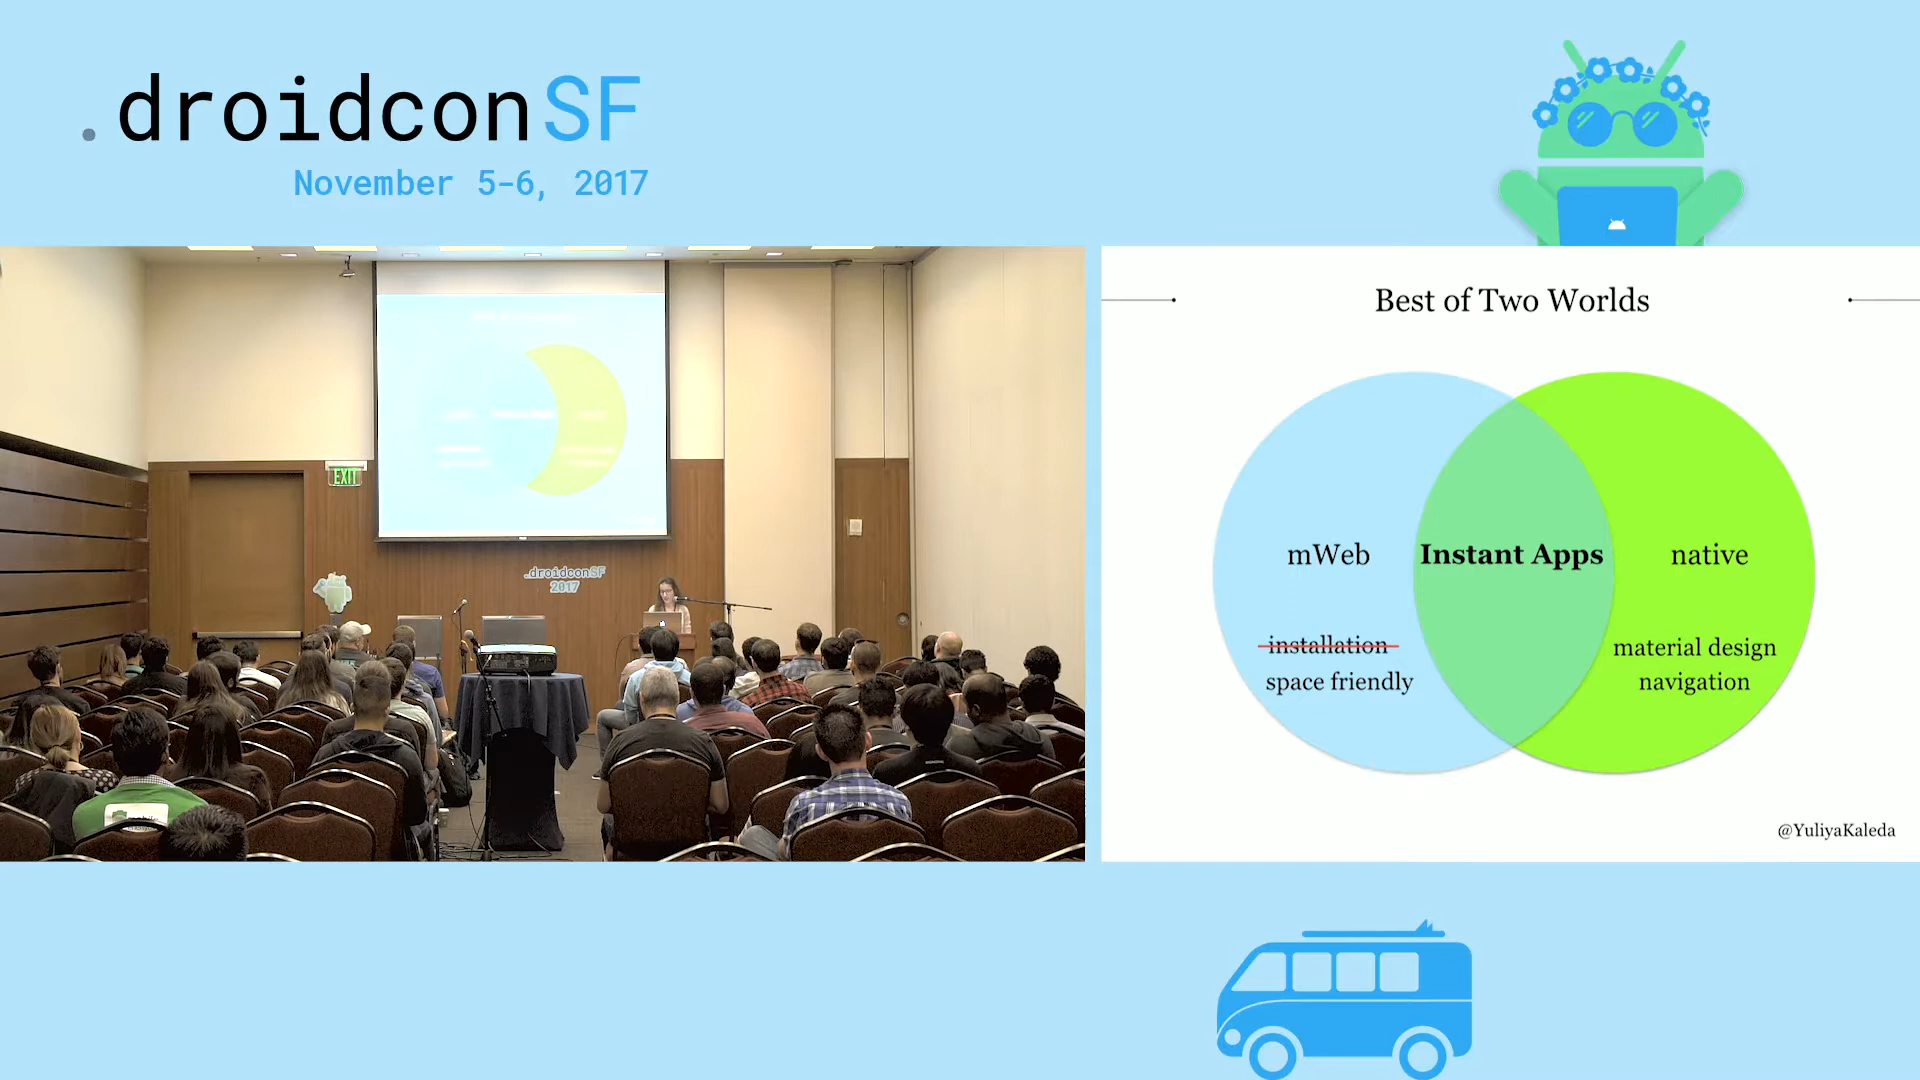 .droidconSF
November 5-6, 2017
EXIT
.droidconSF
2017
Best of Two Worlds
mWeb
Instant Apps
native
installation
space friendly
material design
navigation
@YuliyaKaleda